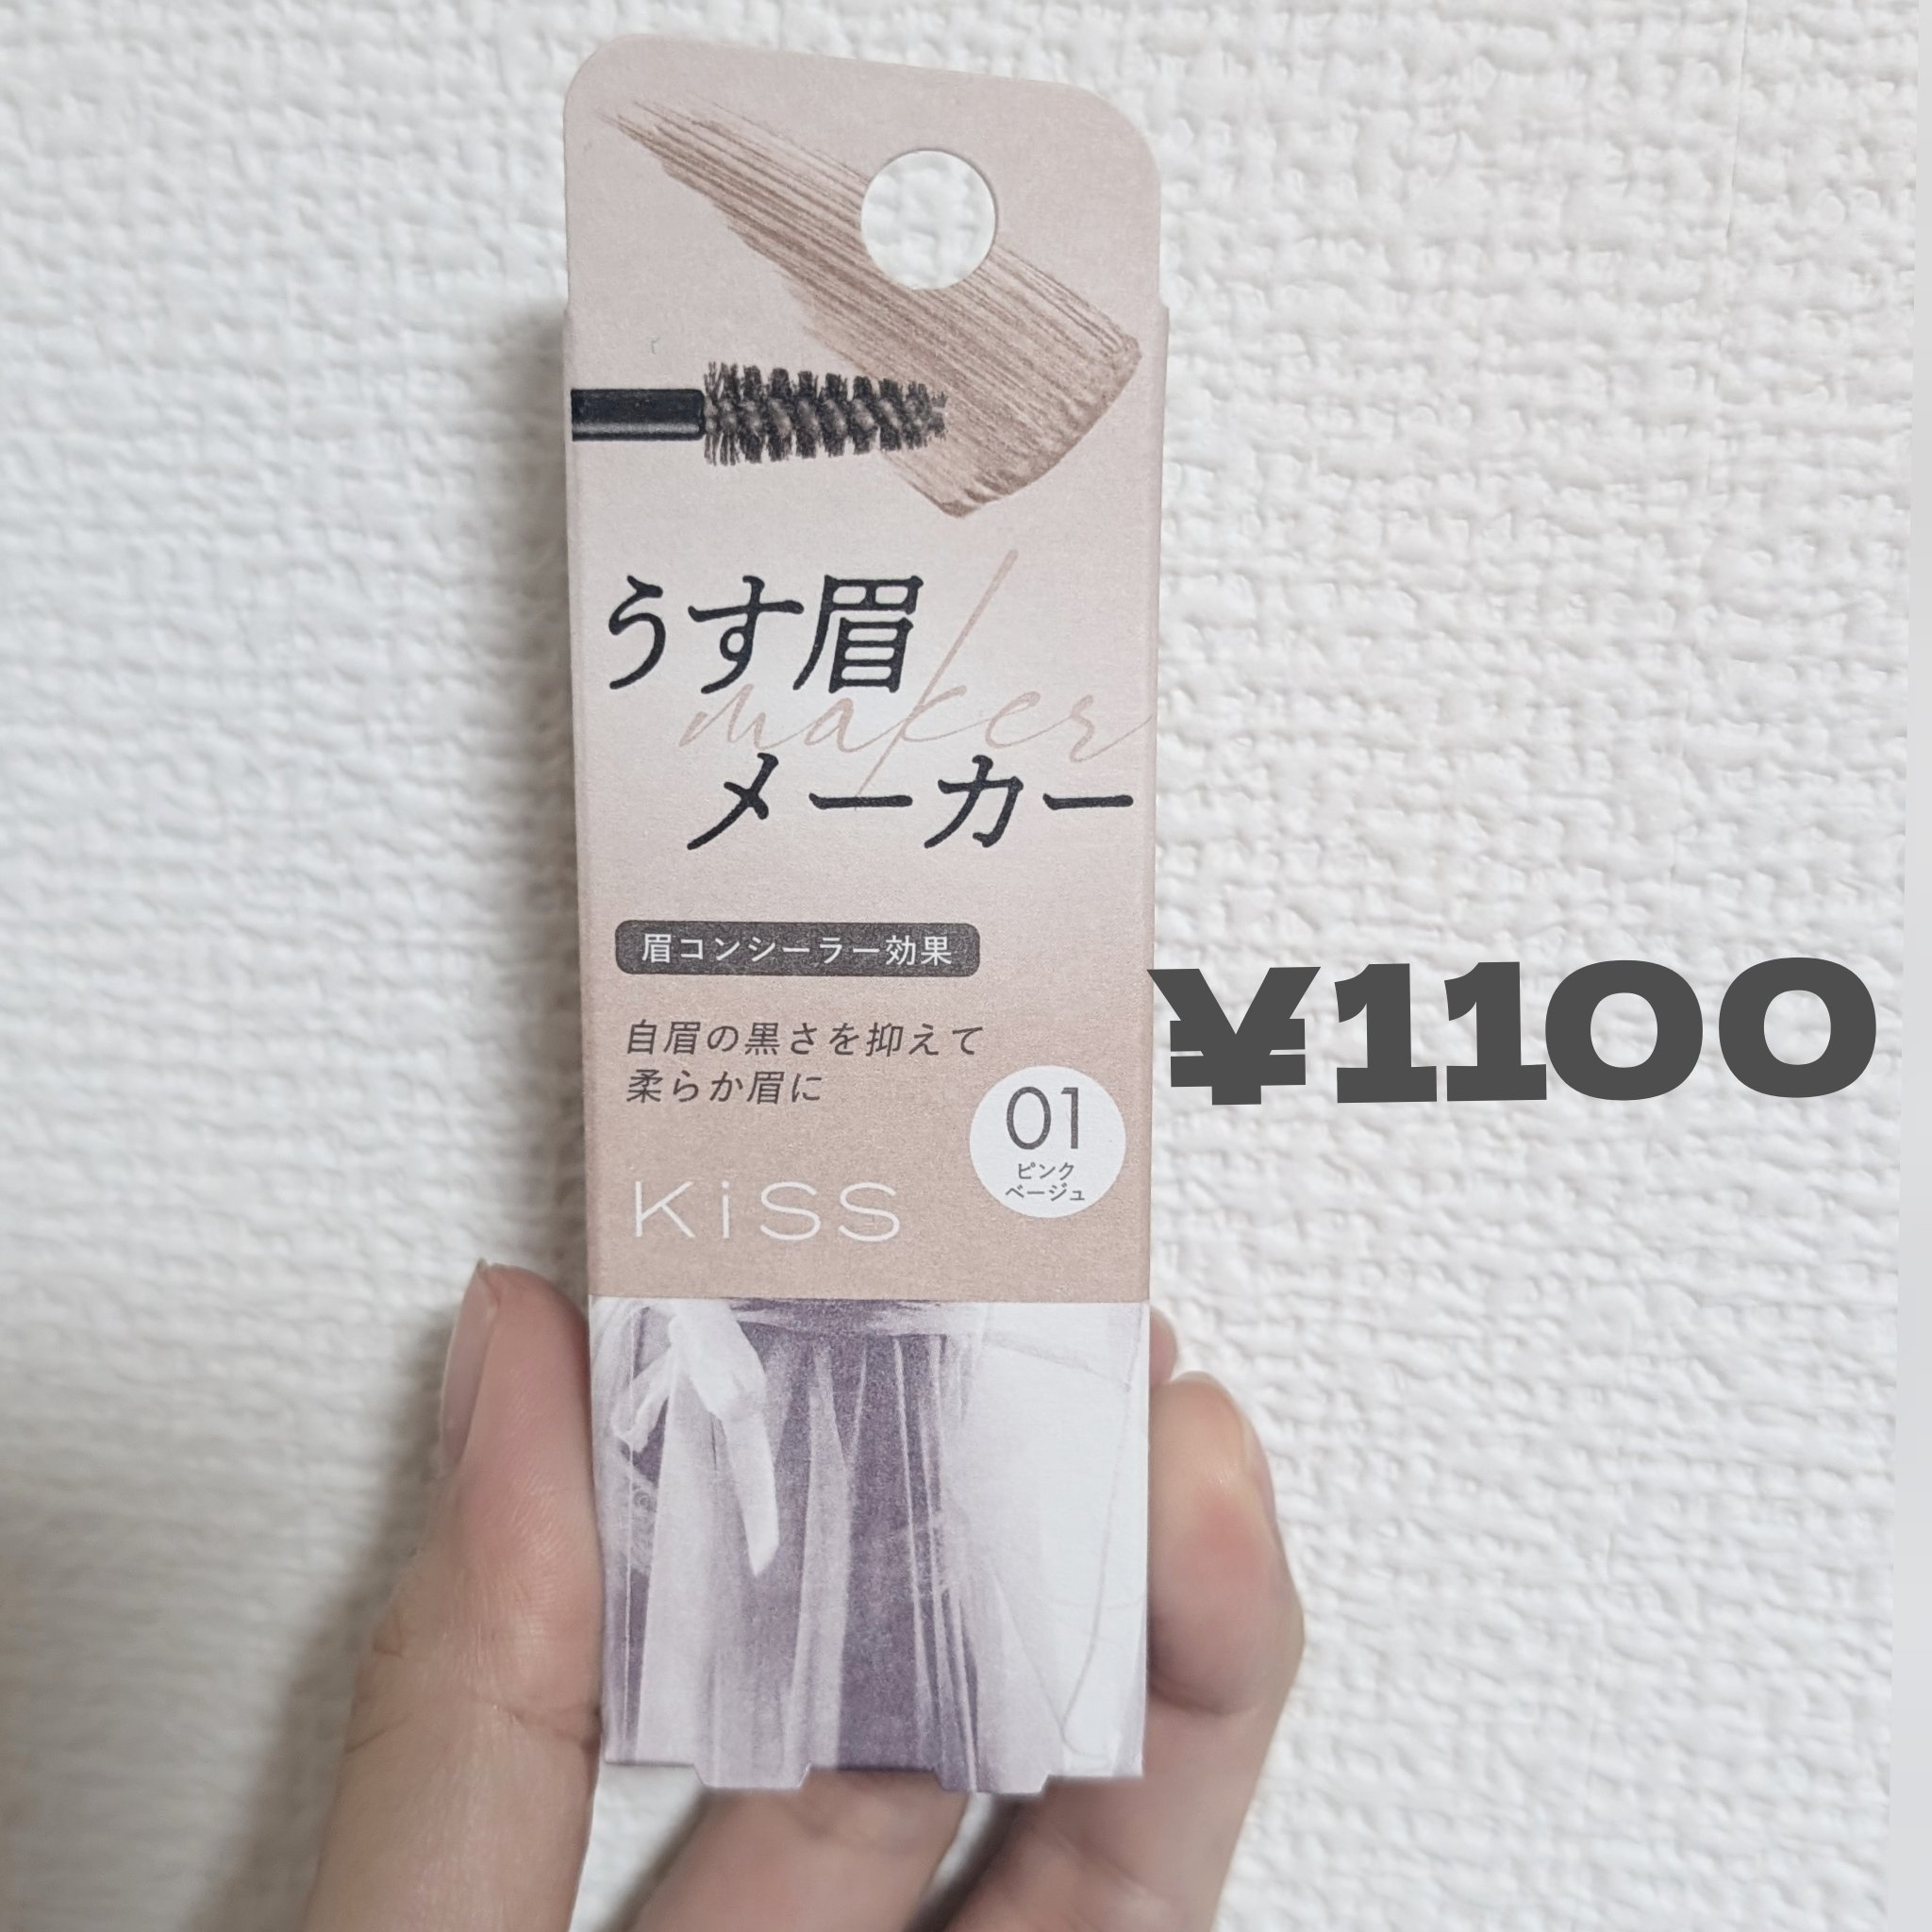 うす眉
maker
メーカー
眉コンシーラー効果
自眉の黒さを抑えて
柔らか眉に
¥1100
01
ピンク
ベージュ
KiSS